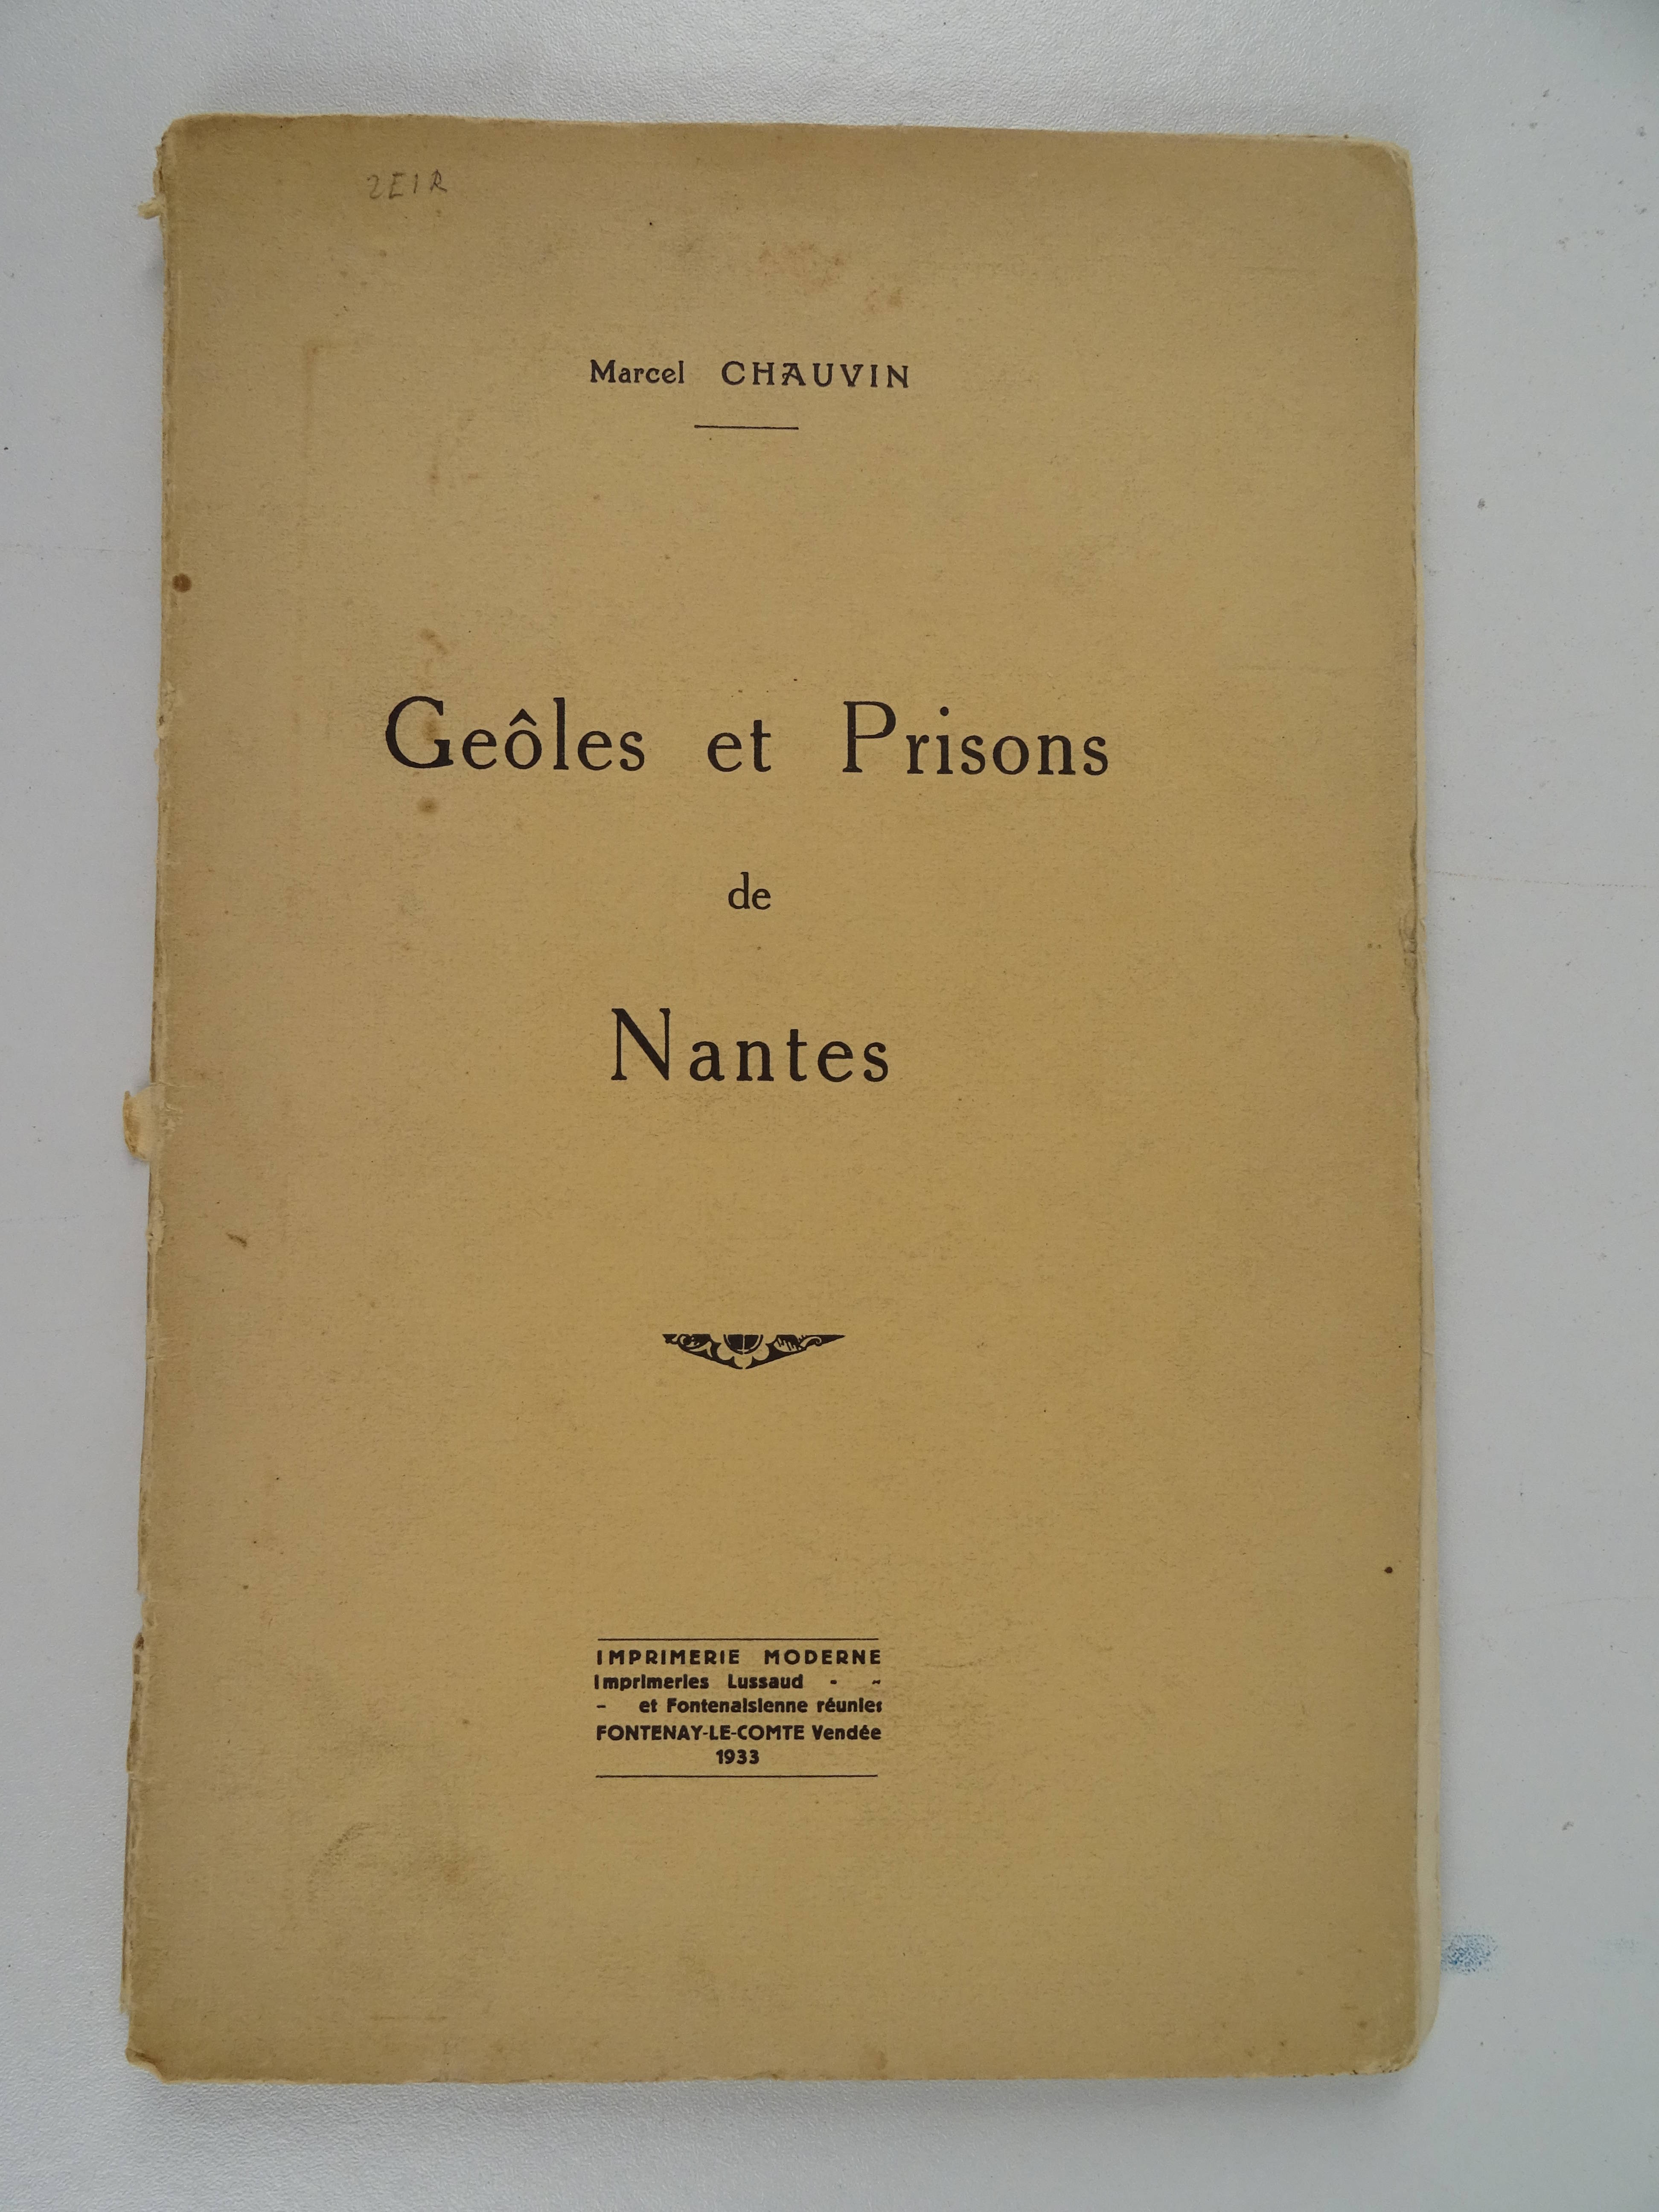 2E1R
Marcel CHAUVIN
Geôles et Prisons
de
Nantes
IMPRIMERIE MODERNE
Imprimeries Lussaud - -
- et Fontenaisienne réunies
FONTENAY-LE-COMTE Vendée
1933